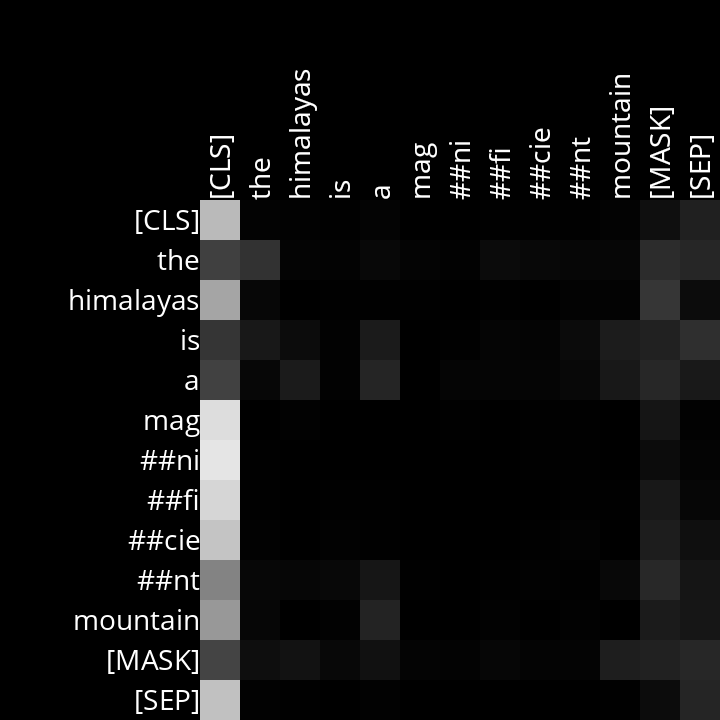 [CLS] the himalayas is a mag ##ni ##fi ##cie ##nt mountain [MASK] [SEP]
[CLS]
the
himalayas
is
a
mag
##ni
##fi
##cie
##nt
mountain
[MASK]
[SEP]